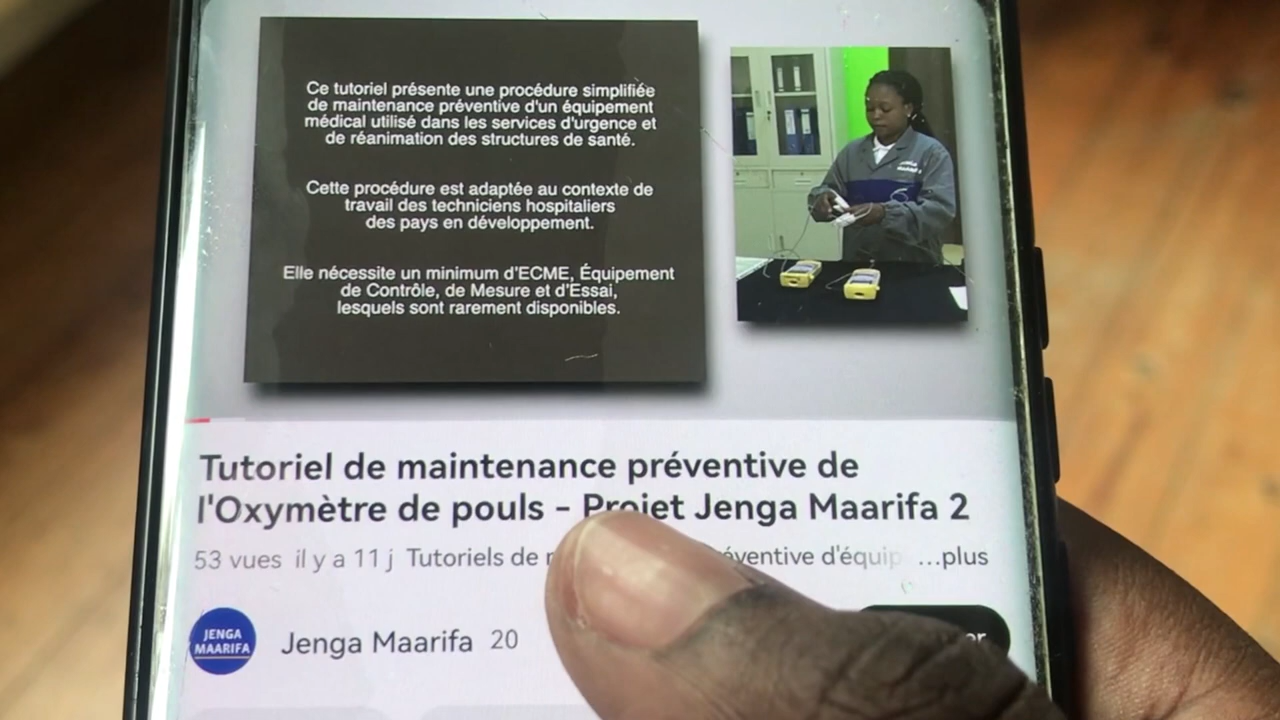 Ce tutoriel présente une procédure simplifiée
de maintenance préventive d'un équipement
médical utilisé dans les services d'urgence et
de réanimation des structures de santé.
Cette procédure est adaptée au contexte de
travail des techniciens hospitaliers
des pays en développement.
Elle nécessite un minimum d'ECME, Équipement
de Contrôle, de Mesure et d'Essai,
lesquels sont rarement disponibles.
Tutoriel de maintenance préventive de
l'Oxymètre de pouls - Projet Jenga Maarifa 2
53 vues il y a 11 j Tutoriels de
...plus
JENGA
MAARIFA
Jenga Maarifa 20